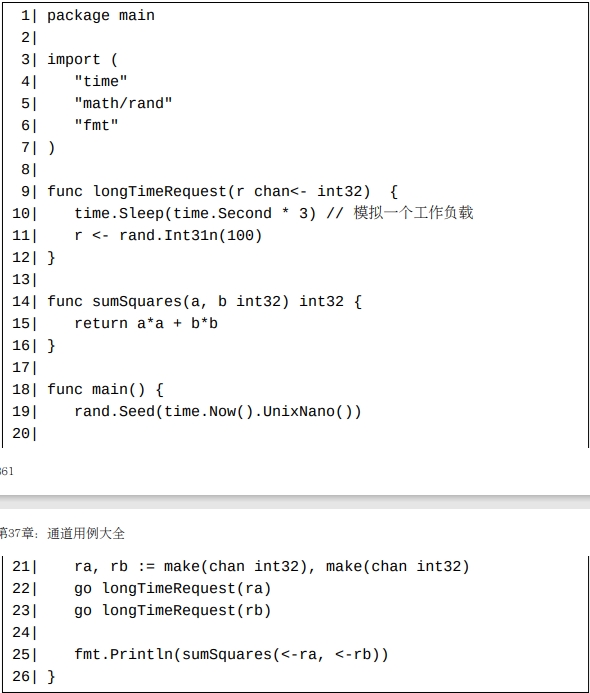 1| package main
2|
3| import (
4|    "time"
5|    "math/rand"
6|    "fmt"
7| )
8|
9| func longTimeRequest(r chan<- int32)  {
10|    time.Sleep(time.Second * 3) // 模拟一个工作负载
11|    r <- rand.Int31n(100)
12| }
13|
14| func sumSquares(a, b int32) int32 {
15|    return a*a + b*b
16| }
17|
18| func main() {
19|    rand.Seed(time.Now().UnixNano())
20|
361
第37章：通道用例大全
21|    ra, rb := make(chan int32), make(chan int32)
22|    go longTimeRequest(ra)
23|    go longTimeRequest(rb)
24|
25|    fmt.Println(sumSquares(<-ra, <-rb))
26| }